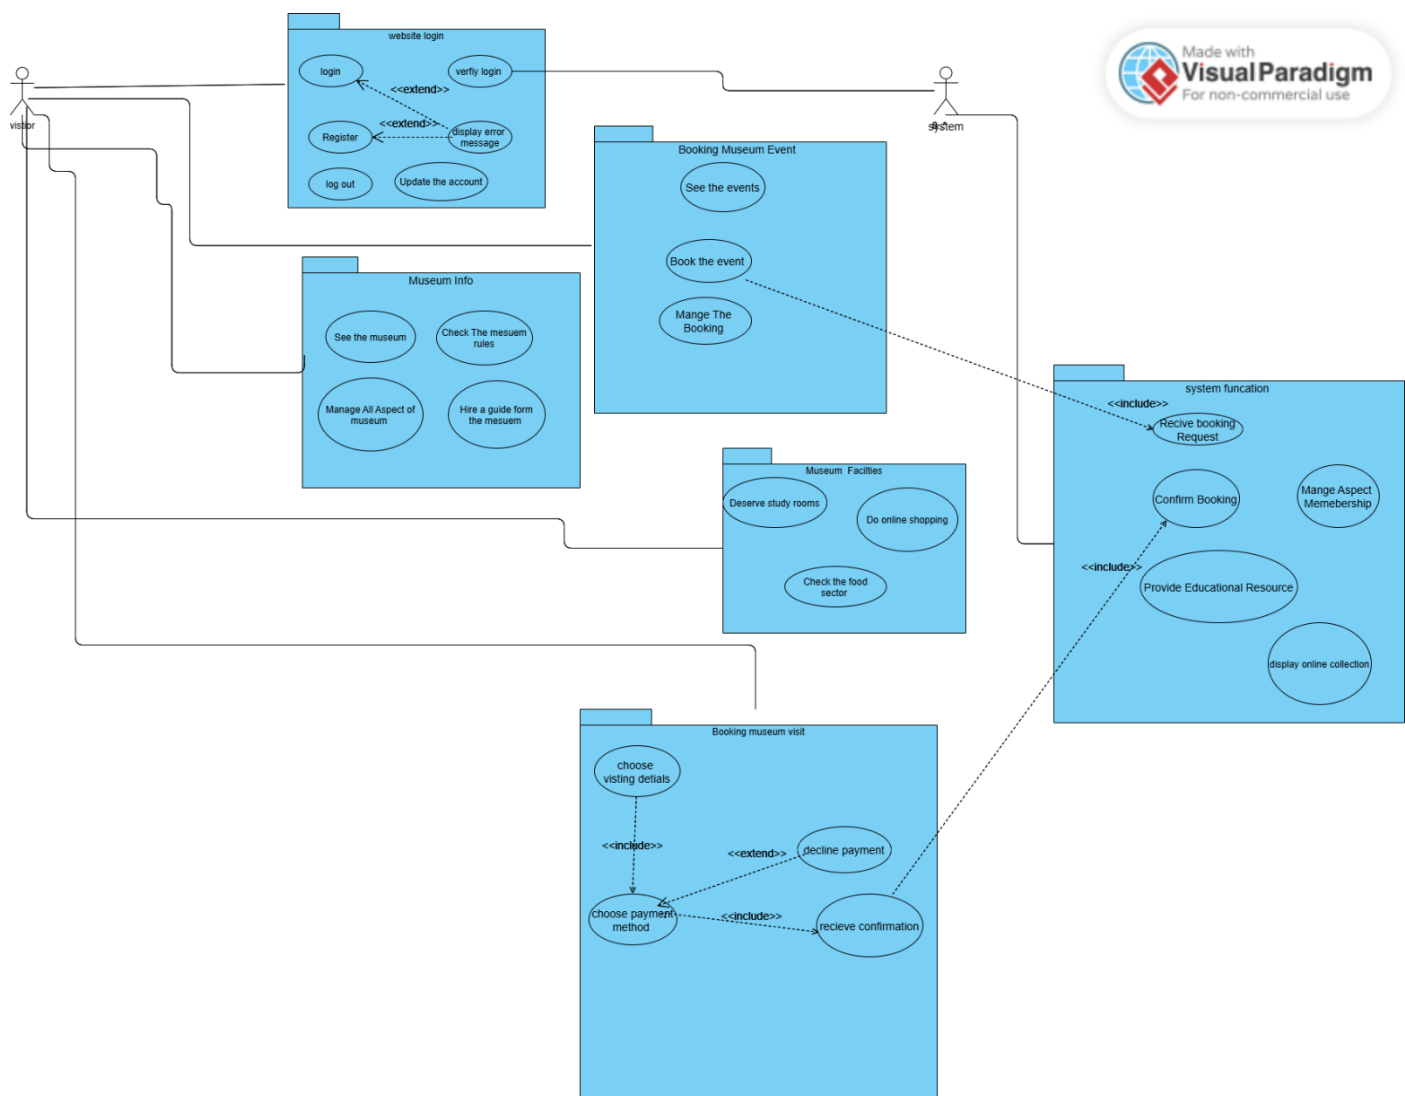 website login
login
verfiy login
<<extend>>
<<extend>>
Register
display error
message
log out
Update the account
vistior
system
Made with
Visual Paradigm
For non-commercial use
Booking Museum Event
See the events
Book the event
Mange The
Booking
Museum Info
See the museum
Check The mesuem
rules
Manage All Aspect of
museum
Hire a guide form
the mesuem
system funcation
<<include>>
Recive booking
Request
Confirm Booking
Mange Aspect
Memebership
<<include>>
Provide Educational Resource
display online collection
Museum Facilties
Deserve study rooms
Do online shopping
Check the food
sector
Booking museum visit
choose
visting detials
<<include>>
<<extend>>
decline payment
choose payment
method
<<include>>
recieve confirmation